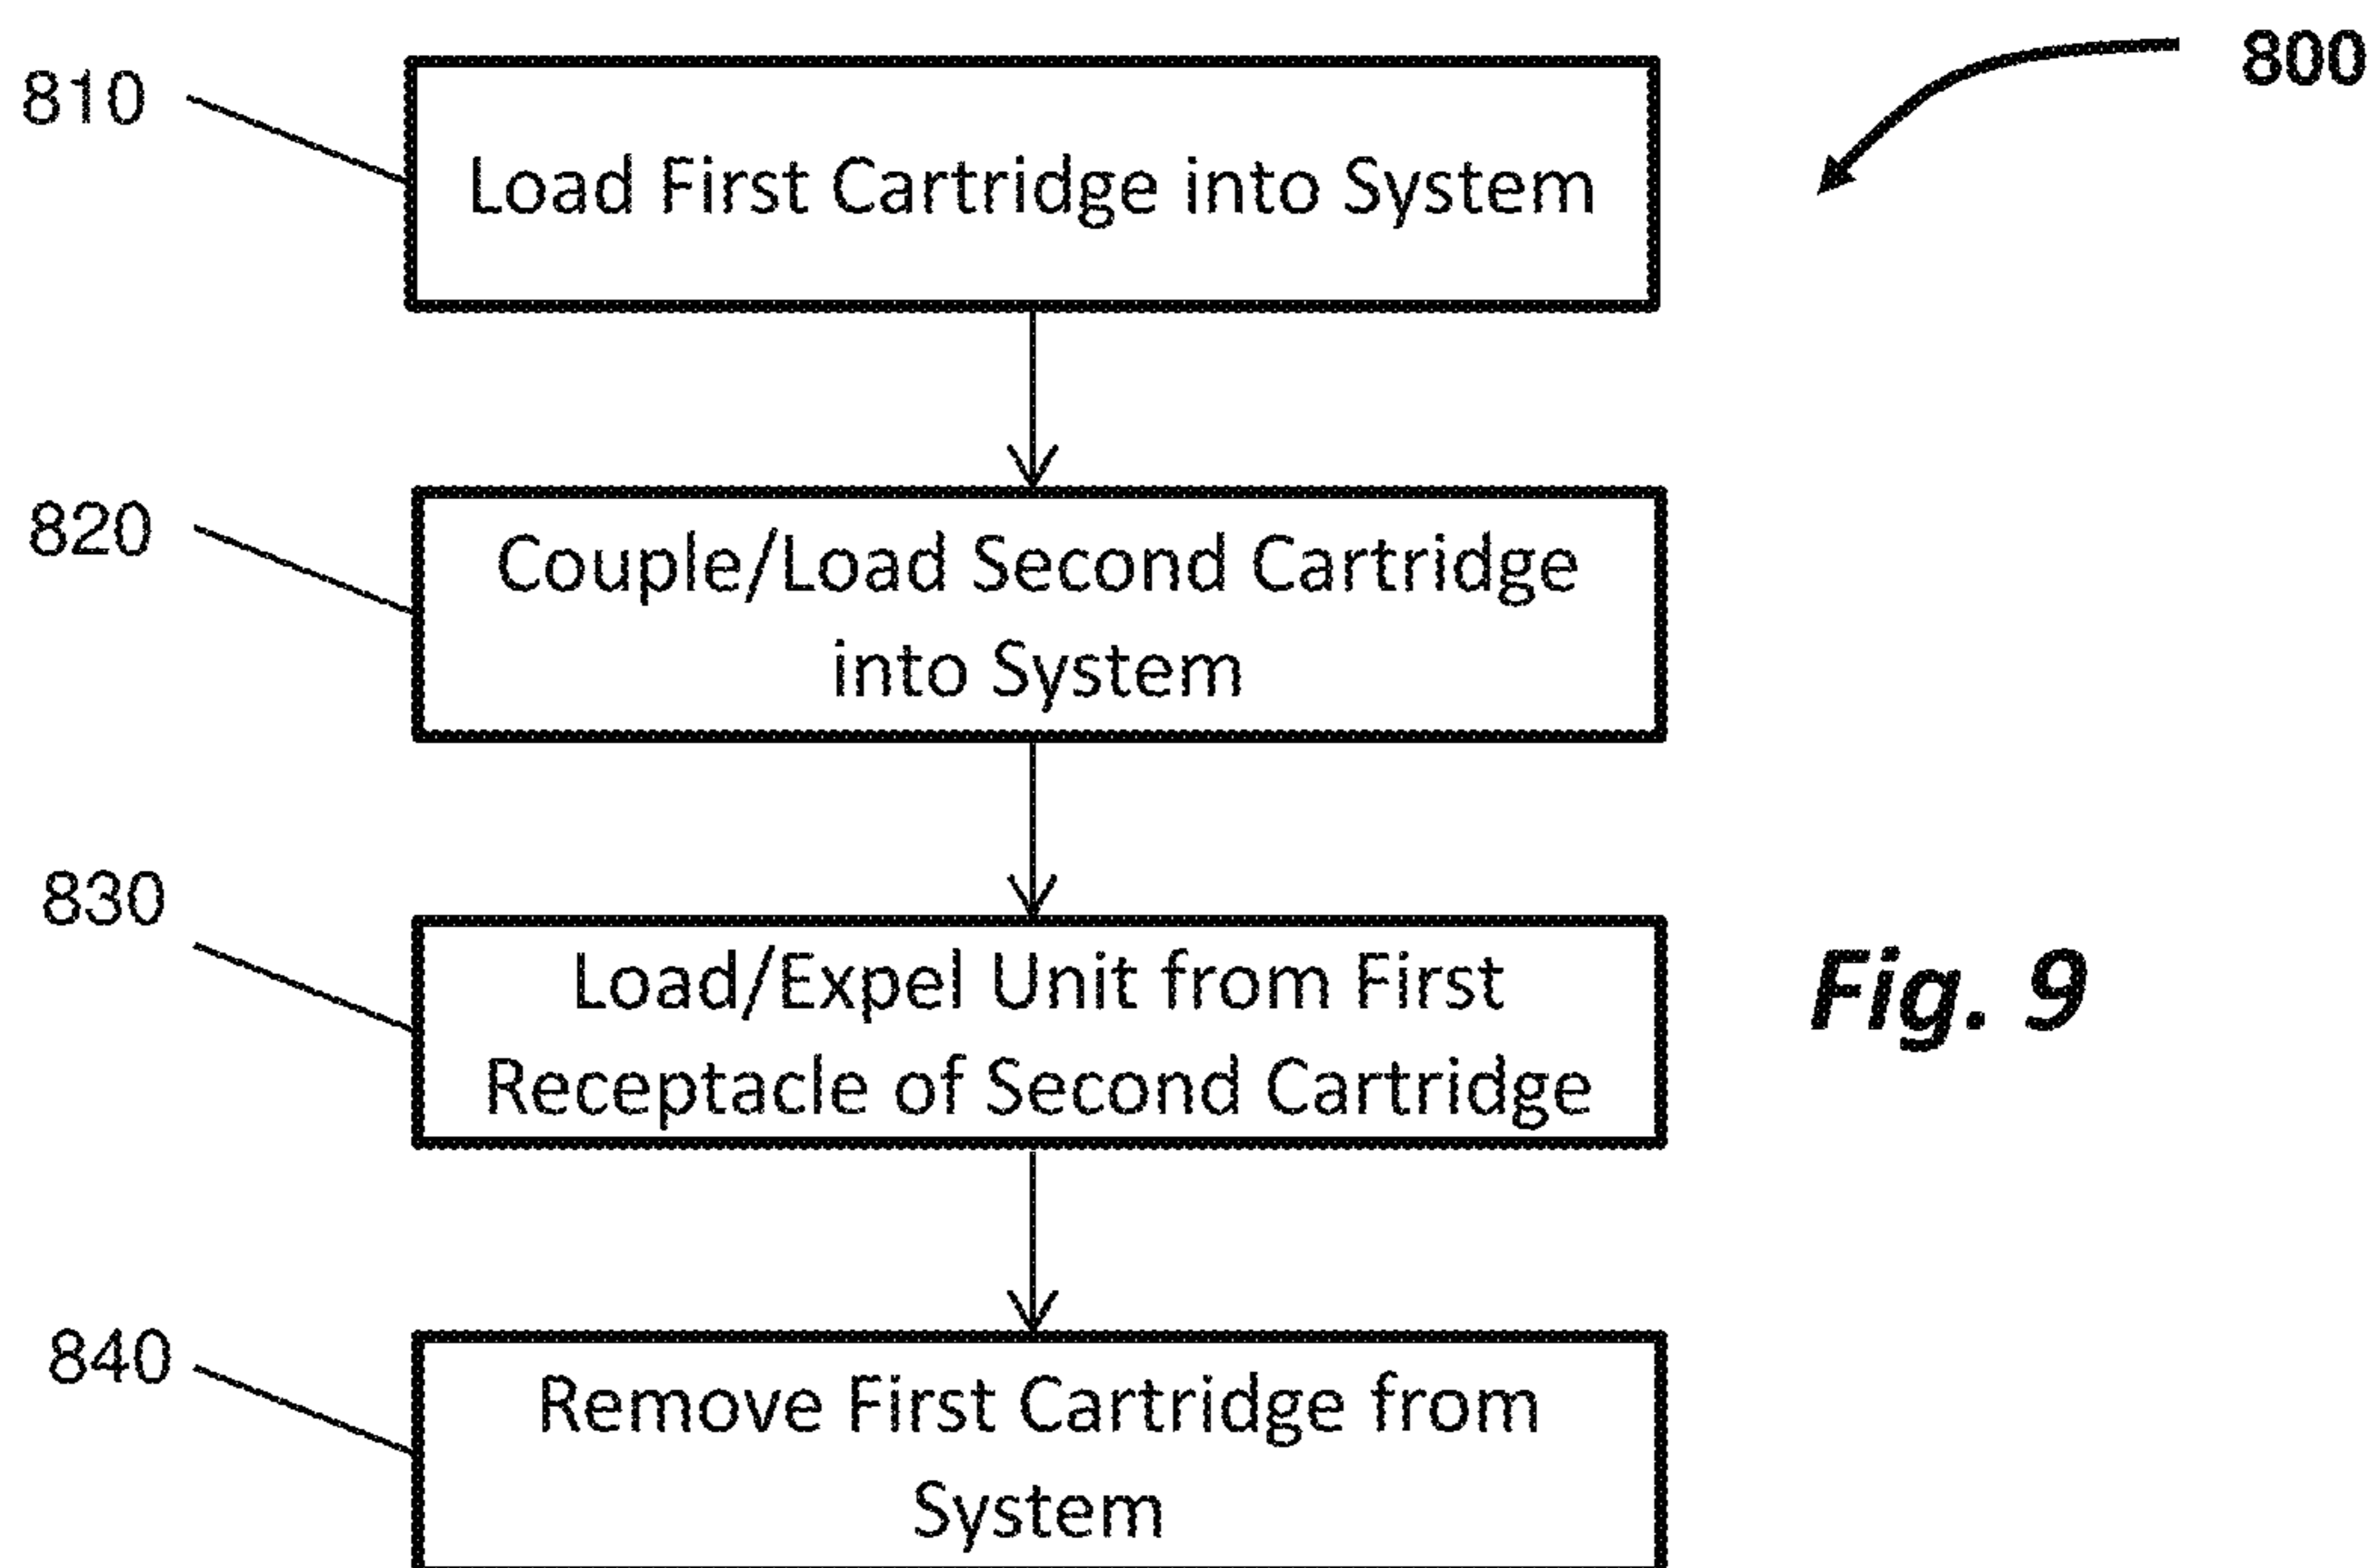 800
810
Load First Cartridge into System
820
Couple/Load Second Cartridge
into System
830
Load/Expel Unit from First
Receptacle of Second Cartridge
Fig. 9
840
Remove First Cartridge from
System